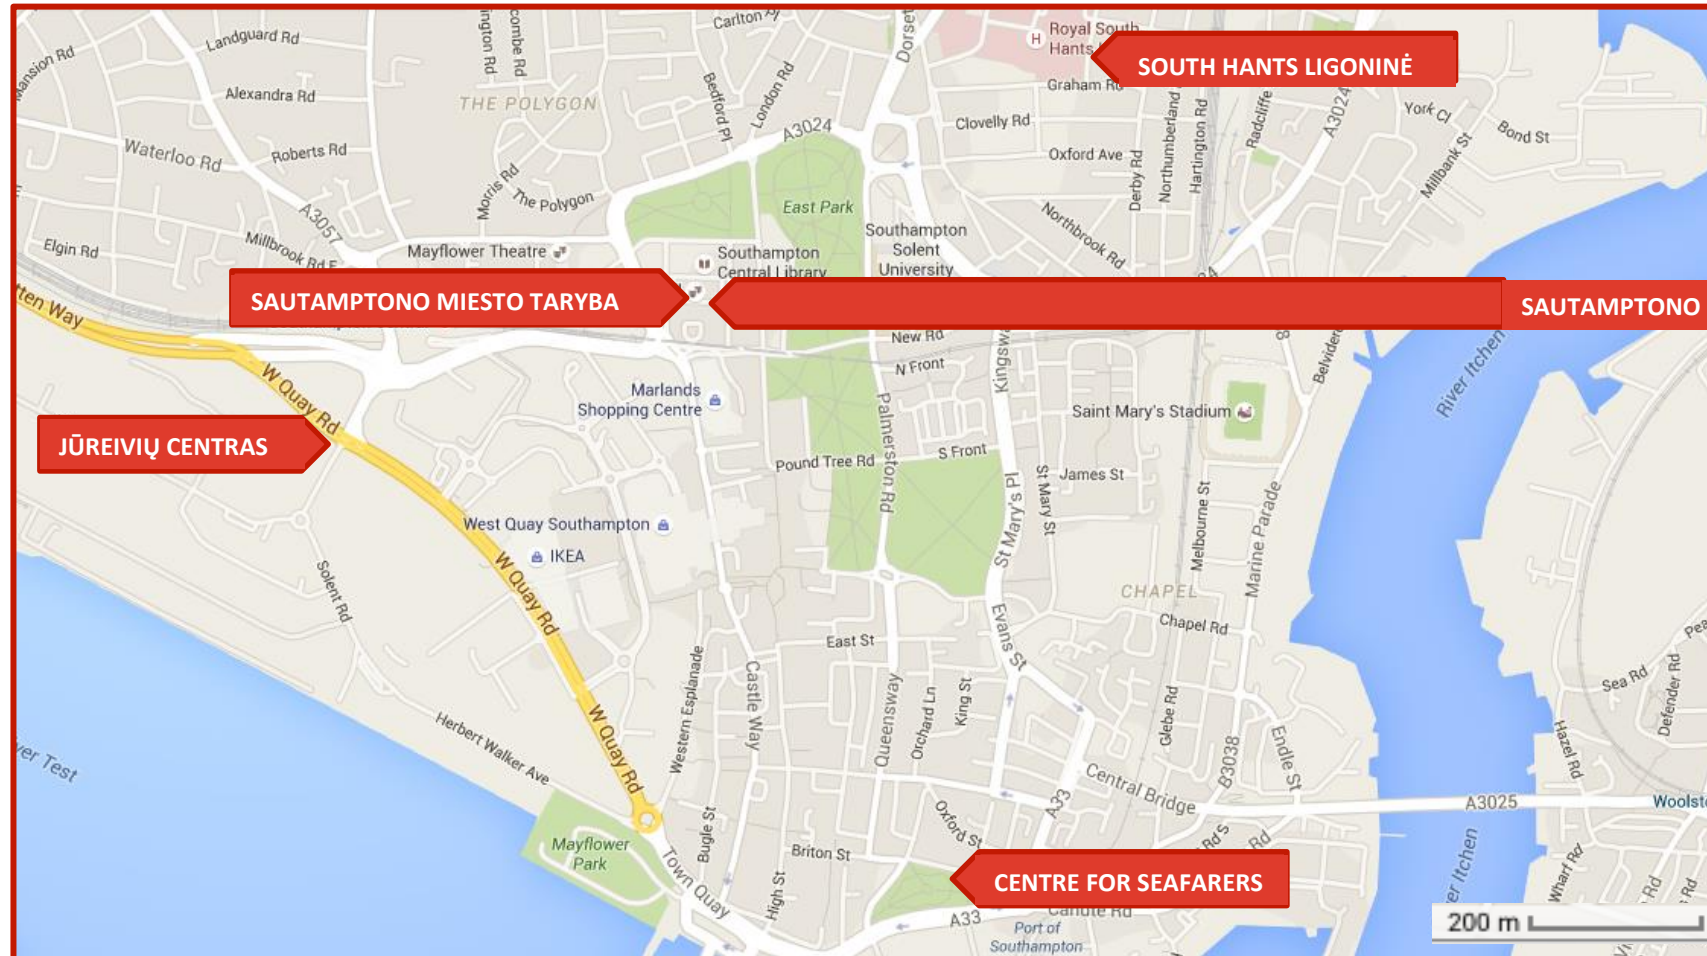 Carlton
Dorset
Royal South
Hants
SOUTH HANTS LIGONINĖ
Landguard Rd
Mansion Rd
Bedford Pl
London Rd
Graham Rd
Alexandra Rd
THE POLYGON
A3024
Clovelly Rd
Northumberland
Hartington Rd
Radcliffe
A3024
York Cl
Bond St
Millbank St
Waterloo Rd
Roberts Rd
Oxford Ave
Derby Rd
Morris Rd
The Polygon
East Park
A3057
Northbrook Rd
Elgin Rd
Millbrook Rd E
Mayflower Theatre
Southampton
Central Library
Southampton
Solent
University
SAUTAMPTONO MIESTO TARYBA
SAUTAMPTONO
New Rd
N Front
W Quay Rd
Marlands
Shopping Centre
Palmerston Rd
Saint Mary's Stadium
River Itchen
JŪREIVIŲ CENTRAS
Pound Tree Rd
S Front
St Mary's Pl
St Mary St
James St
Melbourne St
Marine Parade
West Quay Southampton
IKEA
W Quay Rd
Solent Rd
CHAPEL
Evans St
Chapel Rd
East St
Western Esplanade
Castle Way
Queensway
Orchard Ln
King St
Glebe Rd
Sea Rd
Defender Rd
Herbert Walker Ave
W Quay Rd
B3038
Endle St
Hazel Rd
Central Bridge
A33
A3025
Mayflower
Park
Bugle St
Briton St
Oxford St
Town Quay
High St
CENTRE FOR SEAFARERS
Wharf Rd
A33
Canute Rd
Port of
Southampton
200 m